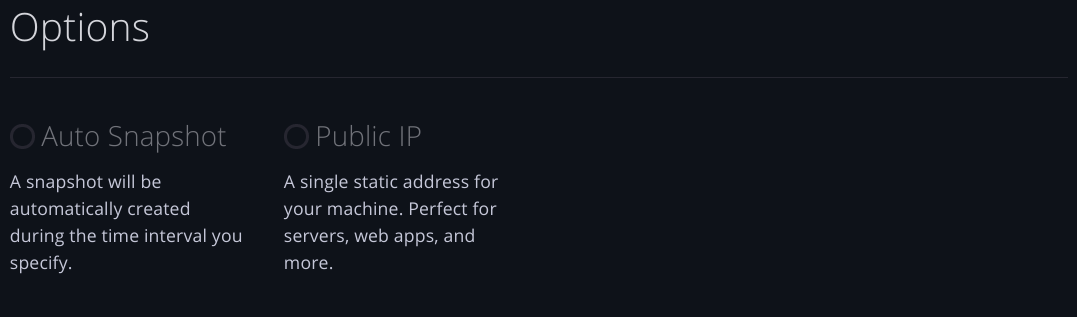 Options
Auto Snapshot
A snapshot will be
automatically created
during the time interval you
specify.
Public IP
A single static address for
your machine. Perfect for
servers, web apps, and
more.